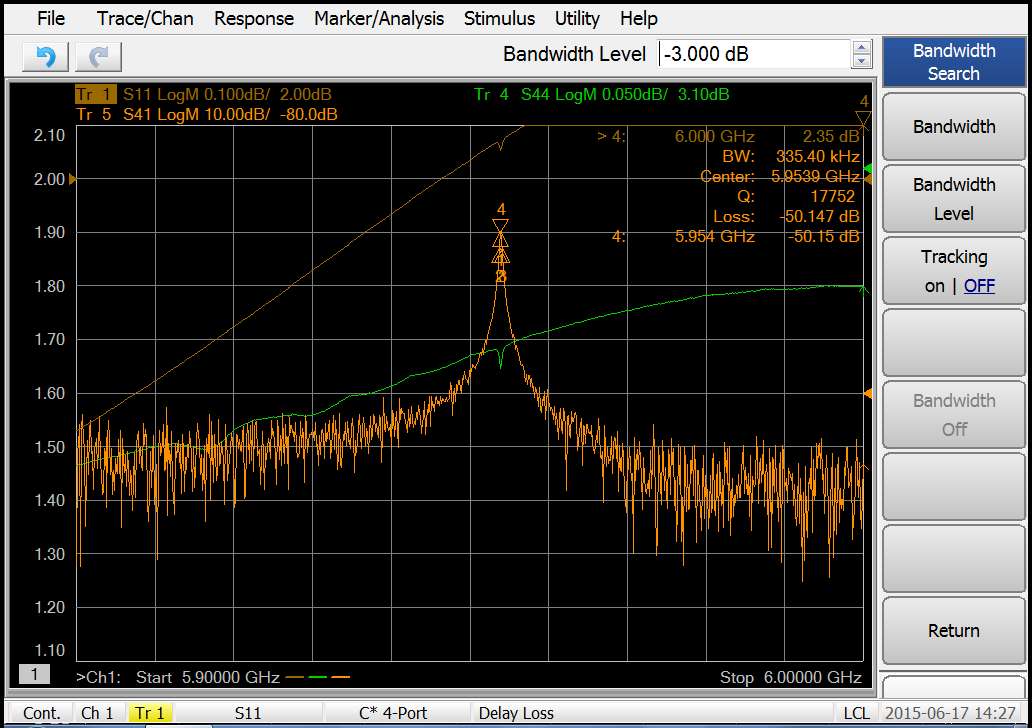 File Trace/Chan Response Marker/Analysis Stimulus Utility Help
Bandwidth Level -3.000 dB
Bandwidth Search
Tr 1 S11 LogM 0.100dB/ 2.00dB
Tr 4 S44 LogM 0.050dB/ 3.10dB
Tr 5 S41 LogM 10.00dB/ -80.0dB
4
2.10
2.00
1.90
1.80
1.70
1.60
1.50
1.40
1.30
1.20
1.10
> 4: 6.000 GHz 2.35 dB
BW: 335.40 kHz
Center: 5.9539 GHz
Q: 17752
Loss: -50.147 dB
4: 5.954 GHz -50.15 dB
4
1
>Ch1: Start 5.90000 GHz
Stop 6.00000 GHz
Bandwidth
Bandwidth
Level
Tracking
on | OFF
Bandwidth
Off
Return
Cont. Ch 1 Tr 1 S11 C* 4-Port Delay Loss LCL 2015-06-17 14:27